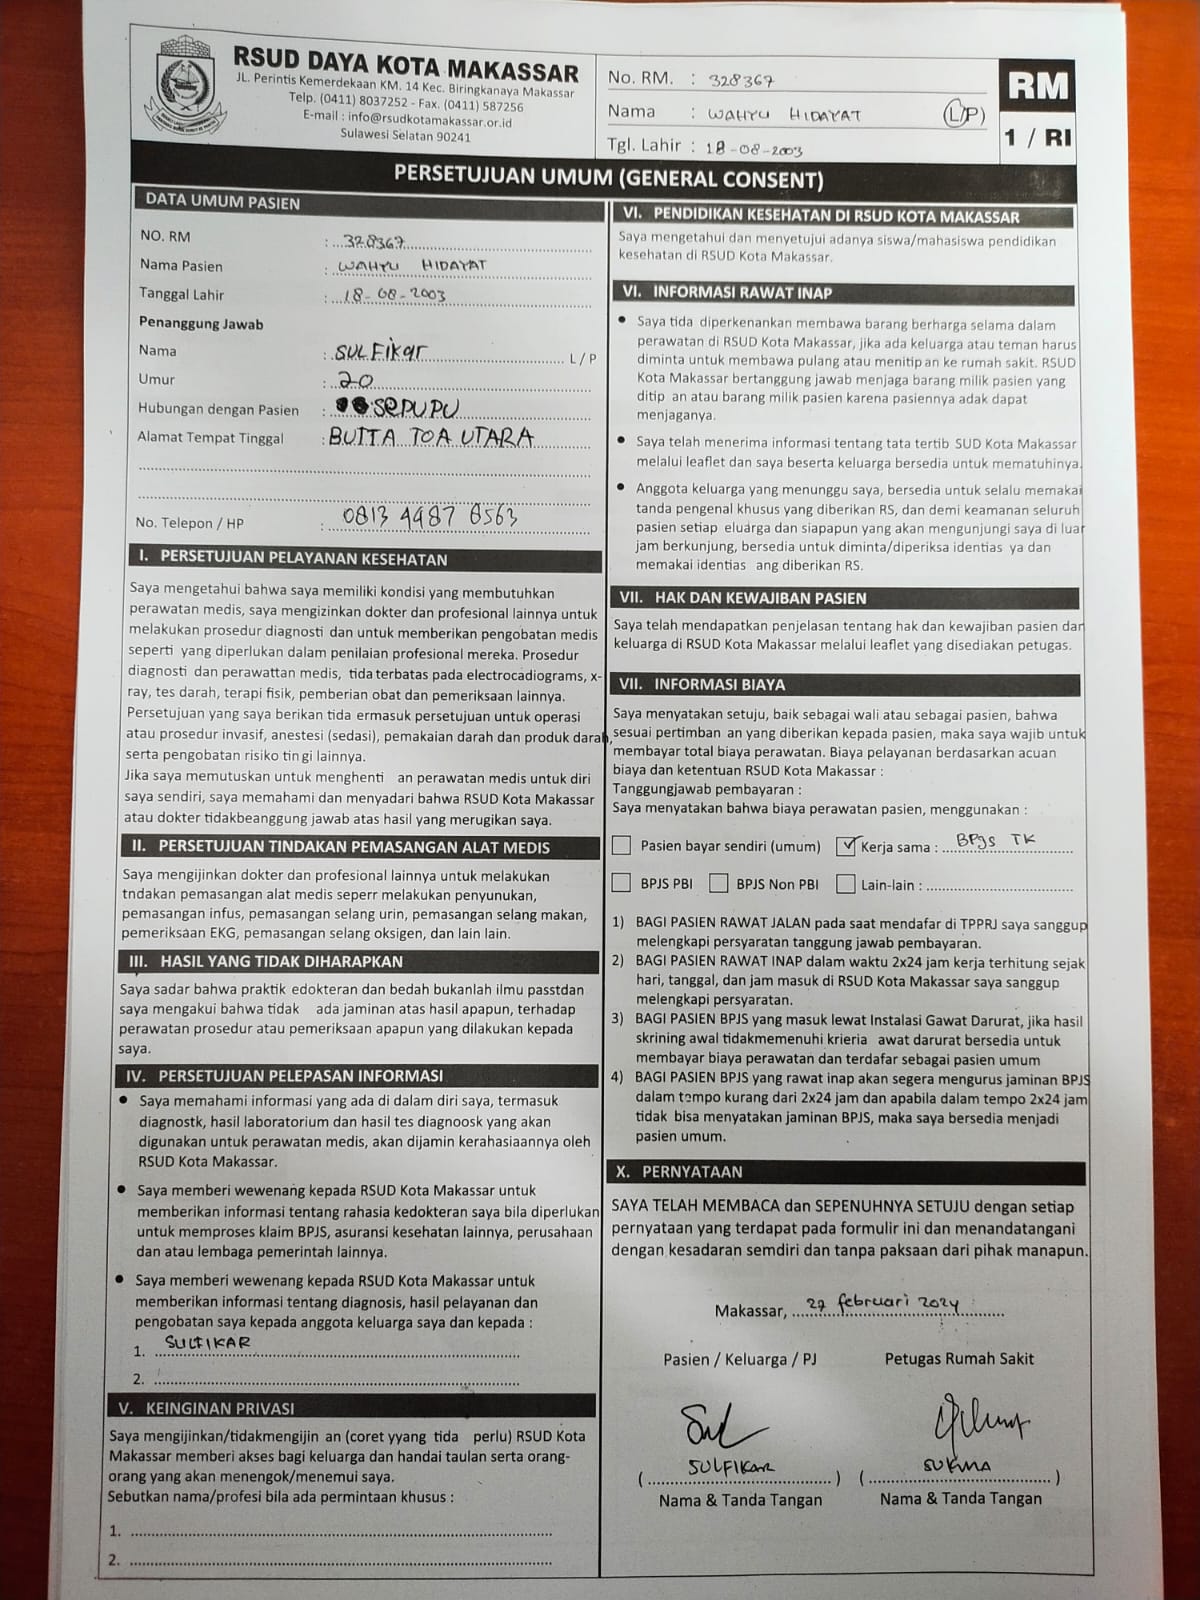 RSUD DAYA KOTA MAKASSAR
JL. Perintis Kemerdekaan KM. 14 Kec. Biringkanaya Makassar
Telp. (0411) 8037252 - Fax. (0411) 587256
E-mail : info@rsudkotamakassar.or.id
Sulawesi Selatan 90241
No. RM. : 328367
Nama : WAHYU HIDAYAT (L/P)
Tgl. Lahir : 18-08-2003
RM
1 / RI
PERSETUJUAN UMUM (GENERAL CONSENT)
DATA UMUM PASIEN
NO. RM : 328367
Nama Pasien : WAHYU HIDAYAT
Tanggal Lahir : 18-08-2003
Penanggung Jawab
Nama : SULFikar L / P
Umur : 20
Hubungan dengan Pasien : SePUPU
Alamat Tempat Tinggal : BUTTA TOA UTARA
No. Telepon / HP : 0813 4487 8563
I. PERSETUJUAN PELAYANAN KESEHATAN
Saya mengetahui bahwa saya memiliki kondisi yang membutuhkan
perawatan medis, saya mengizinkan dokter dan profesional lainnya untuk
melakukan prosedur diagnosti dan untuk memberikan pengobatan medis
seperti yang diperlukan dalam penilaian profesional mereka. Prosedur
diagnosti dan perawattan medis, tida terbatas pada electrocadiograms, x-
ray, tes darah, terapi fisik, pemberian obat dan pemeriksaan lainnya.
Persetujuan yang saya berikan tida ermasuk persetujuan untuk operasi
atau prosedur invasif, anestesi (sedasi), pemakaian darah dan produk darah,
serta pengobatan risiko tin gi lainnya.
Jika saya memutuskan untuk menghenti an perawatan medis untuk diri
saya sendiri, saya memahami dan menyadari bahwa RSUD Kota Makassar
atau dokter tidakbeanggung jawab atas hasil yang merugikan saya.
II. PERSETUJUAN TINDAKAN PEMASANGAN ALAT MEDIS
Saya mengijinkan dokter dan profesional lainnya untuk melakukan
tndakan pemasangan alat medis seperr melakukan penyunukan,
pemasangan infus, pemasangan selang urin, pemasangan selang makan,
pemeriksaan EKG, pemasangan selang oksigen, dan lain lain.
III. HASIL YANG TIDAK DIHARAPKAN
Saya sadar bahwa praktik edokteran dan bedah bukanlah ilmu passtdan
saya mengakui bahwa tidak ada jaminan atas hasil apapun, terhadap
perawatan prosedur atau pemeriksaan apapun yang dilakukan kepada
saya.
IV. PERSETUJUAN PELEPASAN INFORMASI
• Saya memahami informasi yang ada di dalam diri saya, termasuk
diagnostk, hasil laboratorium dan hasil tes diagnoosk yang akan
digunakan untuk perawatan medis, akan dijamin kerahasiaannya oleh
RSUD Kota Makassar.
• Saya memberi wewenang kepada RSUD Kota Makassar untuk
memberikan informasi tentang rahasia kedokteran saya bila diperlukan
untuk memproses klaim BPJS, asuransi kesehatan lainnya, perusahaan
dan atau lembaga pemerintah lainnya.
• Saya memberi wewenang kepada RSUD Kota Makassar untuk
memberikan informasi tentang diagnosis, hasil pelayanan dan
pengobatan saya kepada anggota keluarga saya dan kepada :
1. SULFIKAR
2.
V. KEINGINAN PRIVASI
Saya mengijinkan/tidakmengijin an (coret yyang tida perlu) RSUD Kota
Makassar memberi akses bagi keluarga dan handai taulan serta orang-
orang yang akan menengok/menemui saya.
Sebutkan nama/profesi bila ada permintaan khusus :
1.
2.
VI. PENDIDIKAN KESEHATAN DI RSUD KOTA MAKASSAR
Saya mengetahui dan menyetujui adanya siswa/mahasiswa pendidikan
kesehatan di RSUD Kota Makassar.
VI. INFORMASI RAWAT INAP
• Saya tida diperkenankan membawa barang berharga selama dalam
perawatan di RSUD Kota Makassar, jika ada keluarga atau teman harus
diminta untuk membawa pulang atau menitip an ke rumah sakit. RSUD
Kota Makassar bertanggung jawab menjaga barang milik pasien yang
ditip an atau barang milik pasien karena pasiennya adak dapat
menjaganya.
• Saya telah menerima informasi tentang tata tertib SUD Kota Makassar
melalui leaflet dan saya beserta keluarga bersedia untuk mematuhinya.
• Anggota keluarga yang menunggu saya, bersedia untuk selalu memakai
tanda pengenal khusus yang diberikan RS, dan demi keamanan seluruh
pasien setiap eluarga dan siapapun yang akan mengunjungi saya di luar
jam berkunjung, bersedia untuk diminta/diperiksa identias ya dan
memakai identias ang diberikan RS.
VII. HAK DAN KEWAJIBAN PASIEN
Saya telah mendapatkan penjelasan tentang hak dan kewajiban pasien dan
keluarga di RSUD Kota Makassar melalui leaflet yang disediakan petugas.
VII. INFORMASI BIAYA
Saya menyatakan setuju, baik sebagai wali atau sebagai pasien, bahwa
sesuai pertimban an yang diberikan kepada pasien, maka saya wajib untuk
membayar total biaya perawatan. Biaya pelayanan berdasarkan acuan
biaya dan ketentuan RSUD Kota Makassar :
Tanggungjawab pembayaran :
Saya menyatakan bahwa biaya perawatan pasien, menggunakan :
Pasien bayar sendiri (umum) ✓ Kerja sama : BPJS TK
BPJS PBI BPJS Non PBI Lain-lain :
1) BAGI PASIEN RAWAT JALAN pada saat mendafar di TPPRJ saya sanggup
melengkapi persyaratan tanggung jawab pembayaran.
2) BAGI PASIEN RAWAT INAP dalam waktu 2x24 jam kerja terhitung sejak
hari, tanggal, dan jam masuk di RSUD Kota Makassar saya sanggup
melengkapi persyaratan.
3) BAGI PASIEN BPJS yang masuk lewat Instalasi Gawat Darurat, jika hasil
skrining awal tidakmemenuhi krieria awat darurat bersedia untuk
membayar biaya perawatan dan terdafar sebagai pasien umum
4) BAGI PASIEN BPJS yang rawat inap akan segera mengurus jaminan BPJS
dalam tempo kurang dari 2x24 jam dan apabila dalam tempo 2x24 jam
tidak bisa menyatakan jaminan BPJS, maka saya bersedia menjadi
pasien umum.
X. PERNYATAAN
SAYA TELAH MEMBACA dan SEPENUHNYA SETUJU dengan setiap
pernyataan yang terdapat pada formulir ini dan menandatangani
dengan kesadaran semdiri dan tanpa paksaan dari pihak manapun.
Makassar, 27 februari 2024
Pasien / Keluarga / PJ Petugas Rumah Sakit
(SULFIKAR) (SUKMA)
Nama & Tanda Tangan Nama & Tanda Tangan